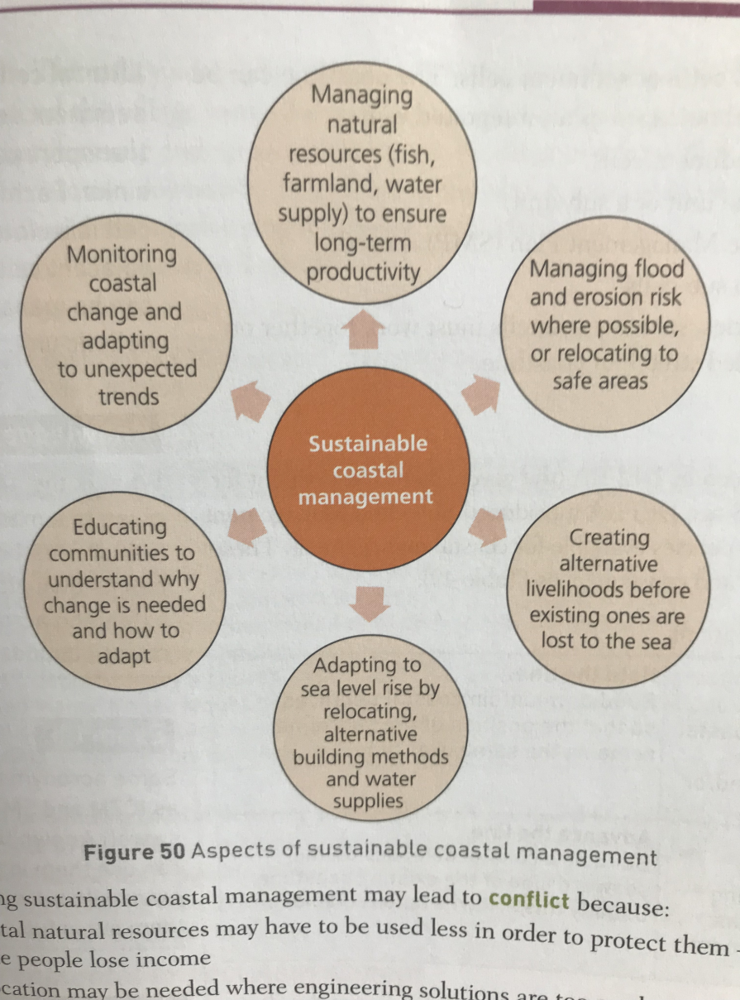 Managing
natural
resources (fish,
farmland, water
supply) to ensure
long-term
productivity
Monitoring
coastal
change and
adapting
to unexpected
trends
Managing flood
and erosion risk
where possible,
or relocating to
safe areas
Sustainable
coastal
management
Educating
communities to
understand why
change is needed
and how to
adapt
Creating
alternative
livelihoods before
existing ones are
lost to the sea
Adapting to
sea level rise by
relocating,
alternative
building methods
and water
supplies
Figure 50 Aspects of sustainable coastal management
sustainable coastal management may lead to conflict because:
natural resources may have to be used less in order to protect them –
people lose income
may be needed where engineering solutions are